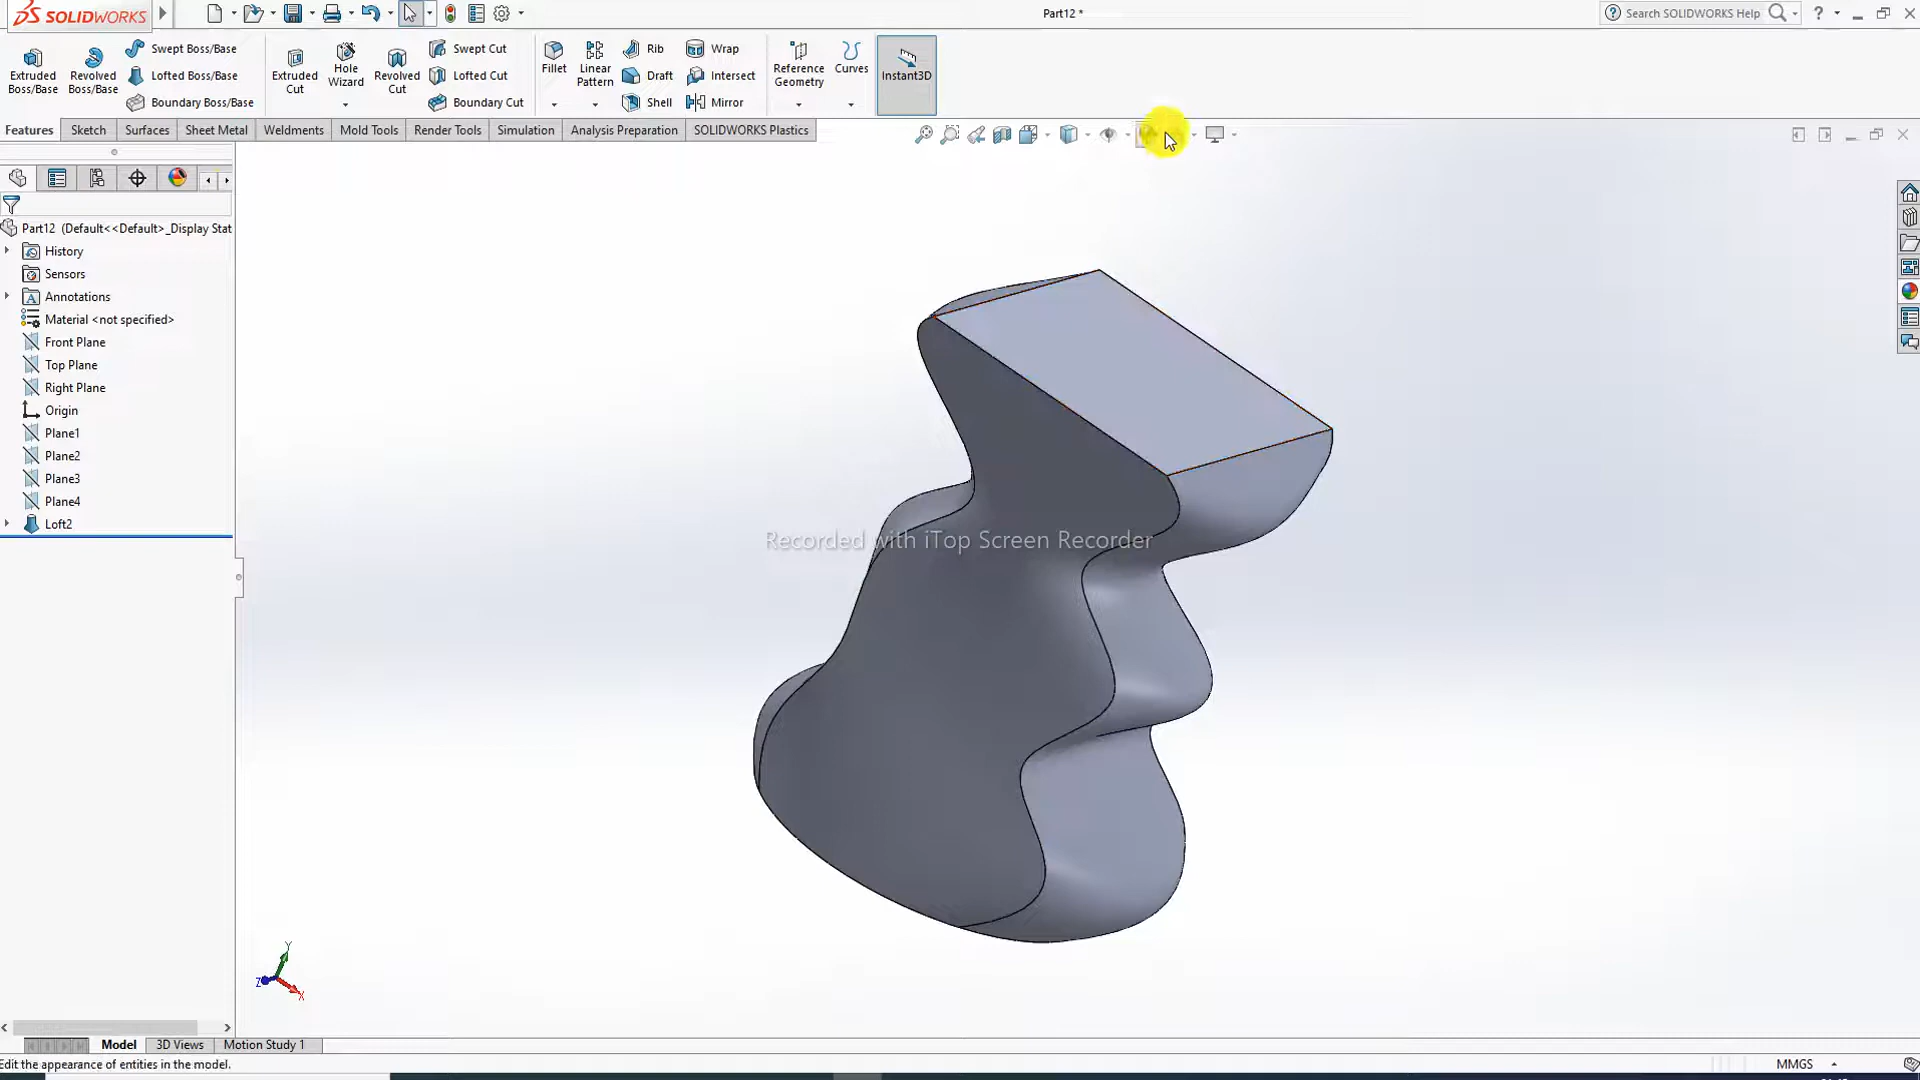 SOLIDWORKS
Part12 *
Search SOLIDWORKS Help
?
Extruded Boss/Base
Revolved Boss/Base
Swept Boss/Base
Lofted Boss/Base
Boundary Boss/Base
Extruded Cut
Hole Wizard
Revolved Cut
Swept Cut
Lofted Cut
Boundary Cut
Fillet
Linear Pattern
Rib
Draft
Shell
Wrap
Intersect
Mirror
Reference Geometry
Curves
Instant3D
Features
Sketch
Surfaces
Sheet Metal
Weldments
Mold Tools
Render Tools
Simulation
Analysis Preparation
SOLIDWORKS Plastics
Part12 (Default<<Default>_Display Stat
History
Sensors
Annotations
Material <not specified>
Front Plane
Top Plane
Right Plane
Origin
Plane1
Plane2
Plane3
Plane4
Loft2
Recorded with iTop Screen Recorder
Y
Z
X
Model
3D Views
Motion Study 1
Edit the appearance of entities in the model.
MMGS